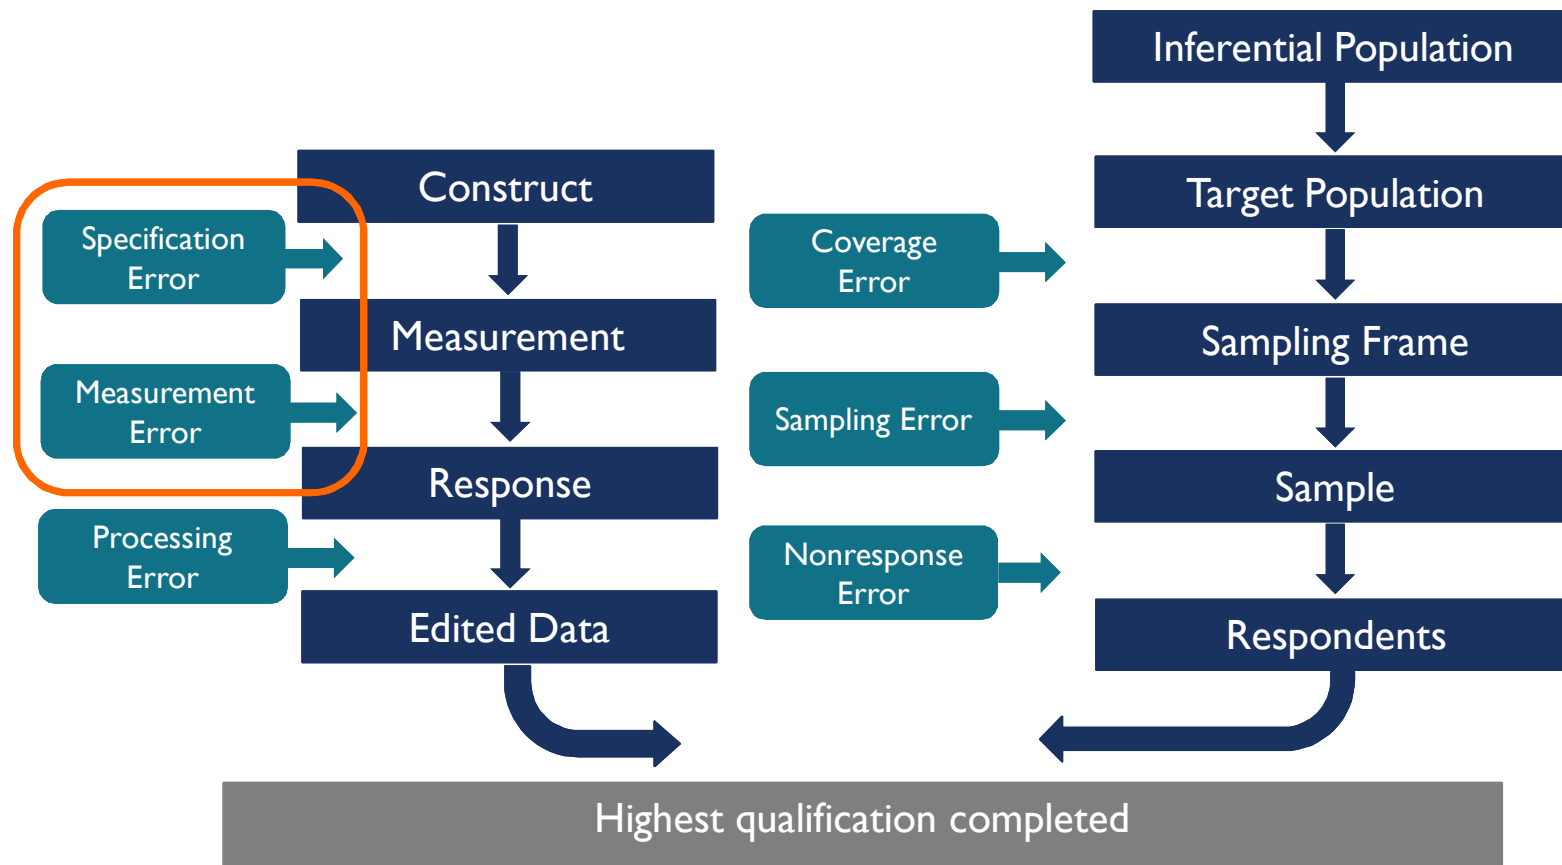 Inferential Population
Construct
Target Population
Specification
Error
Coverage
Error
Measurement
Sampling Frame
Measurement
Error
Sampling Error
Response
Sample
Processing
Error
Nonresponse
Error
Edited Data
Respondents
Highest qualification completed